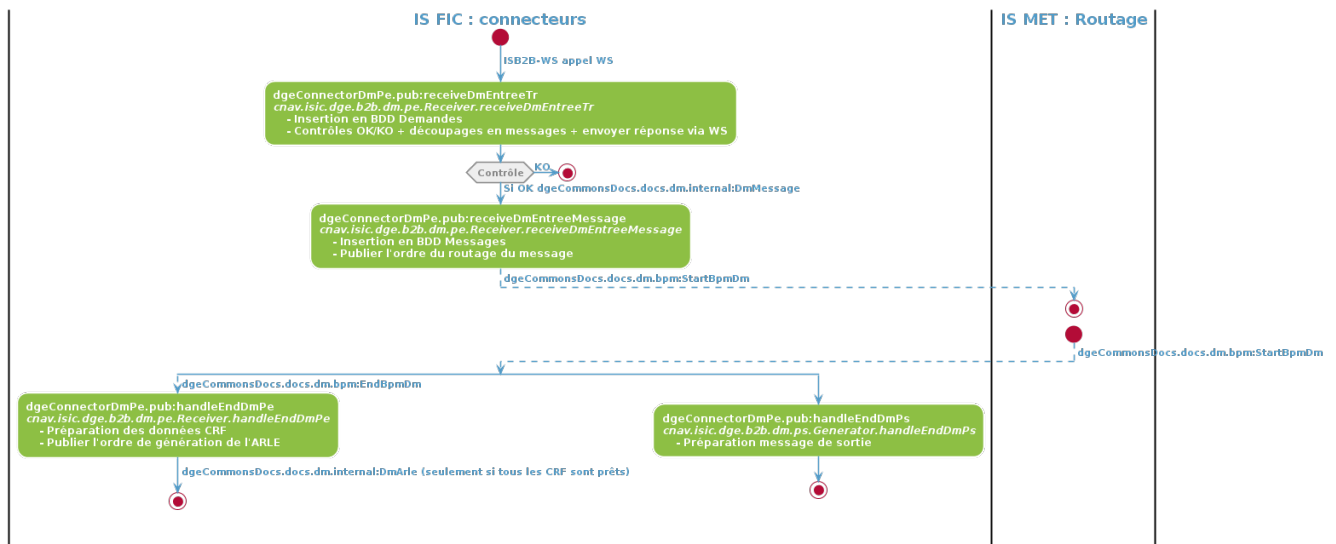 IS FIC : connecteurs
IS MET : Routage
ISB2B-WS appel WS
dgeConnectorDmPe.pub:receiveDmEntreeTr
cnav.isic.dge.b2b.dm.pe.Receiver.receiveDmEntreeTr
- Insertion en BDD Demandes
- Contrôles OK/KO + découpages en messages + envoyer réponse via WS
Contrôle
KO
Si OK dgeCommonsDocs.docs.dm.internal:DmMessage
dgeConnectorDmPe.pub:receiveDmEntreeMessage
cnav.isic.dge.b2b.dm.pe.Receiver.receiveDmEntreeMessage
- Insertion en BDD Messages
- Publier l'ordre du routage du message
dgeCommonsDocs.docs.dm.bpm:StartBpmDm
dgeCommonsDocs.docs.dm.bpm:StartBpmDm
dgeCommonsDocs.docs.dm.bpm:EndBpmDm
dgeConnectorDmPe.pub:handleEndDmPe
cnav.isic.dge.b2b.dm.pe.Receiver.handleEndDmPe
- Préparation des données CRF
- Publier l'ordre de génération de l'ARLE
dgeConnectorDmPe.pub:handleEndDmPs
cnav.isic.dge.b2b.dm.ps.Generator.handleEndDmPs
- Préparation message de sortie
dgeCommonsDocs.docs.dm.internal:DmArle (seulement si tous les CRF sont prêts)